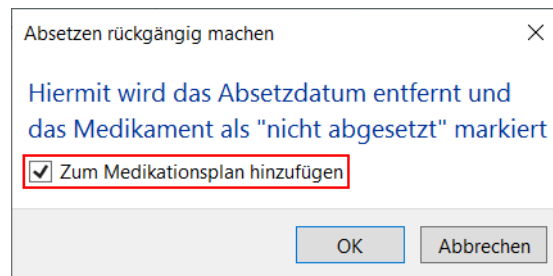 Absetzen rückgängig machen
Hiermit wird das Absetzdatum entfernt und
das Medikament als "nicht abgesetzt" markiert
Zum Medikationsplan hinzufügen
OK Abbrechen